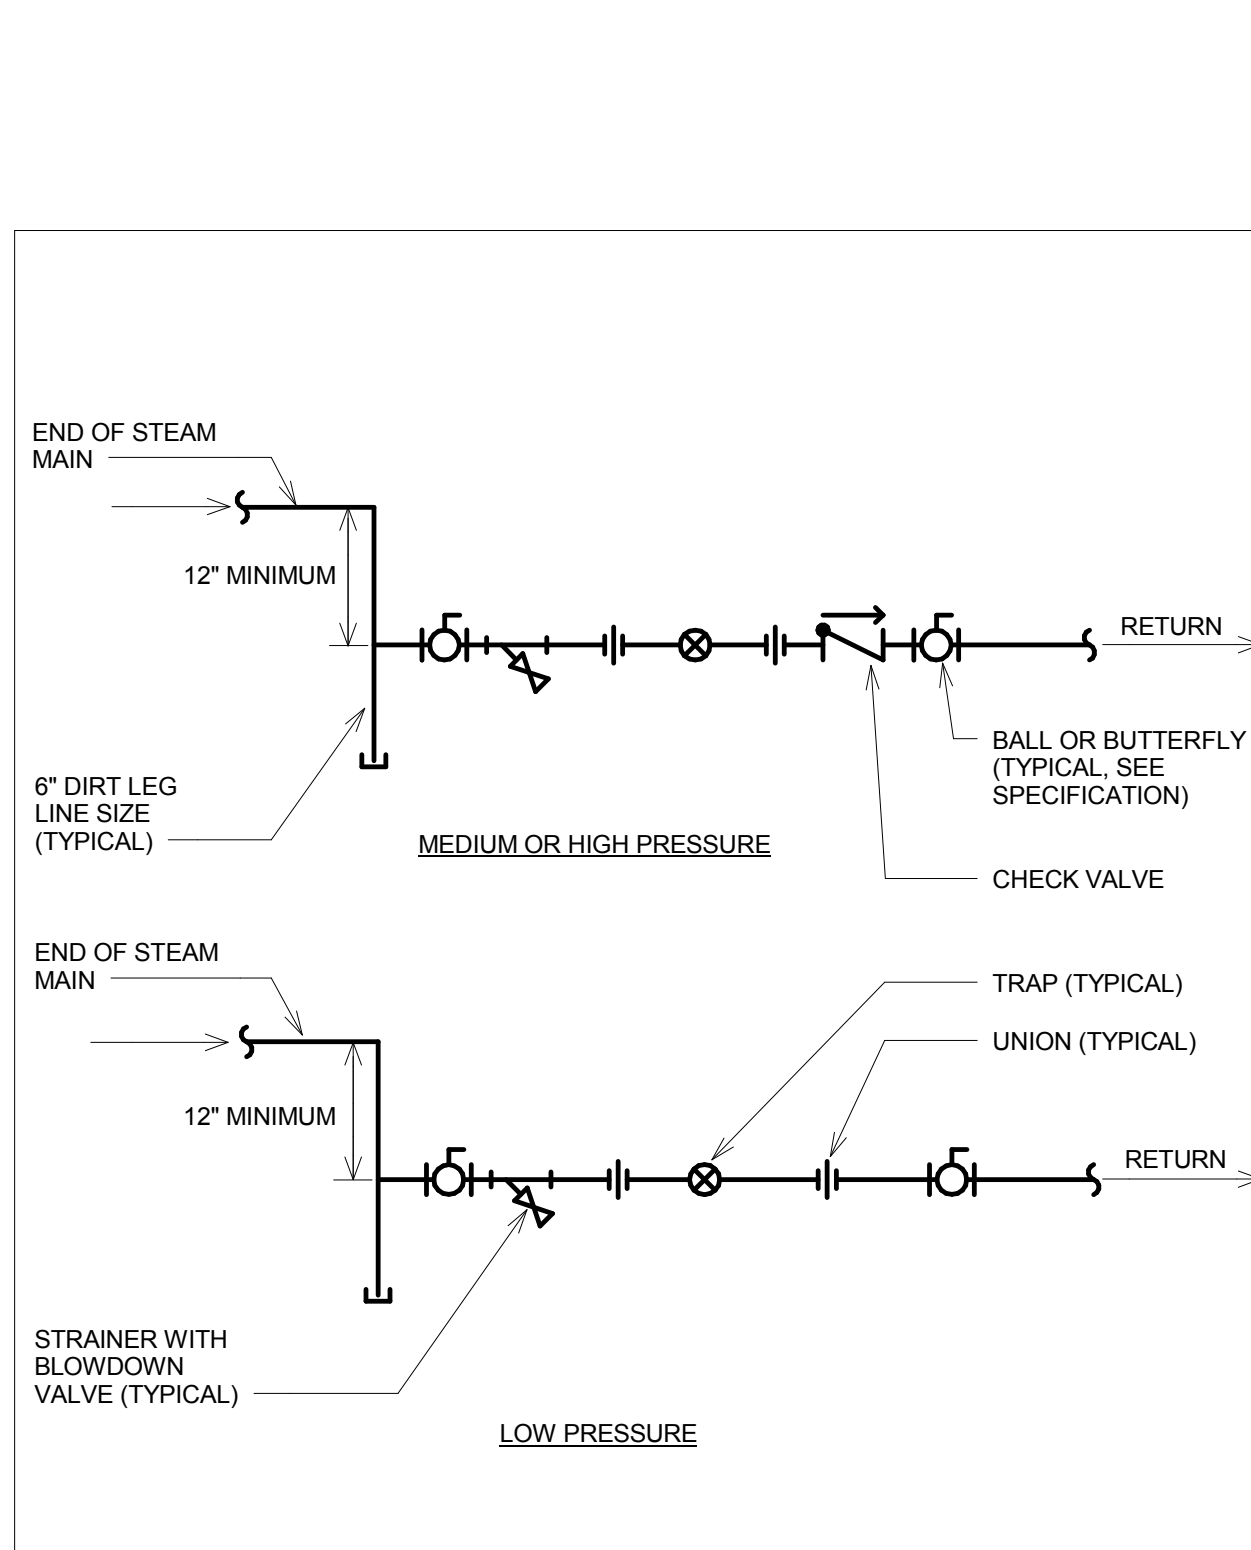 END OF STEAM
MAIN
12" MINIMUM
RETURN
BALL OR BUTTERFLY
(TYPICAL, SEE
SPECIFICATION)
6" DIRT LEG
LINE SIZE
(TYPICAL)
MEDIUM OR HIGH PRESSURE
CHECK VALVE
END OF STEAM
MAIN
TRAP (TYPICAL)
UNION (TYPICAL)
12" MINIMUM
RETURN
STRAINER WITH
BLOWDOWN
VALVE (TYPICAL)
LOW PRESSURE